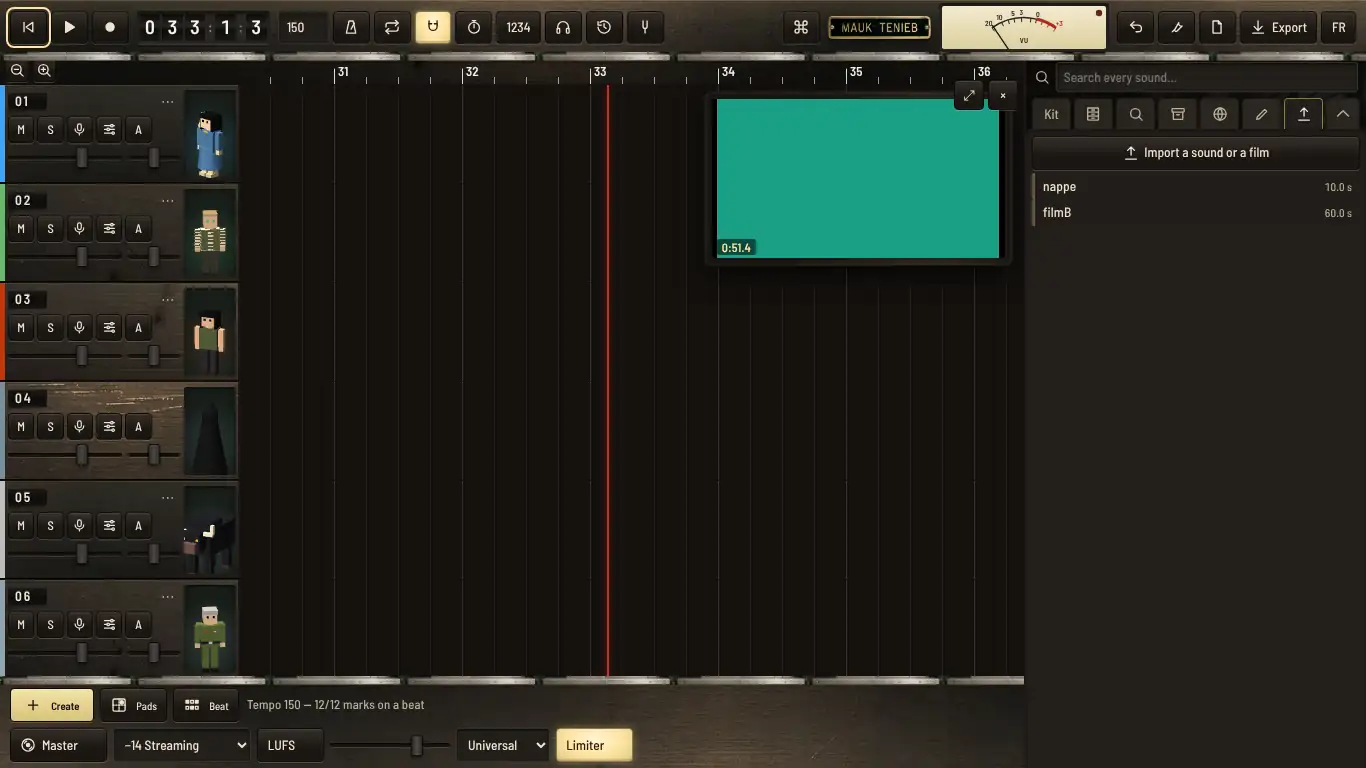 033:1:3 150 1234 MAUK TENIEB 20 10 5 3 0 +3 VU Export FR
31 32 33 34 35 36
Search every sound...
Kit
Import a sound or a film
nappe 10.0 s
filmB 60.0 s
0:51.4
01 ...
M S A
02 ...
M S A
03 ...
M S A
04 ...
M S A
05 ...
M S A
06 ...
M S A
Create Pads Beat Tempo 150 – 12/12 marks on a beat
Master −14 Streaming LUFS Universal Limiter